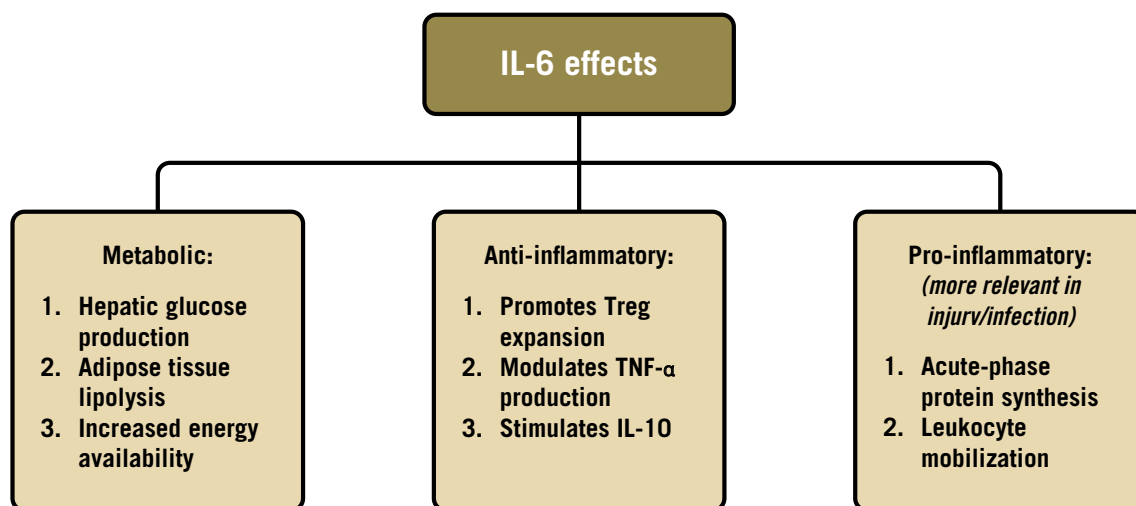 IL-6 effects
Metabolic:
1. Hepatic glucose
production
2. Adipose tissue
lipolysis
3. Increased energy
availability
Anti-inflammatory:
1. Promotes Treg
expansion
2. Modulates TNF-α
production
3. Stimulates IL-10
Pro-inflammatory:
(more relevant in
injurv/infection)
1. Acute-phase
protein synthesis
2. Leukocyte
mobilization